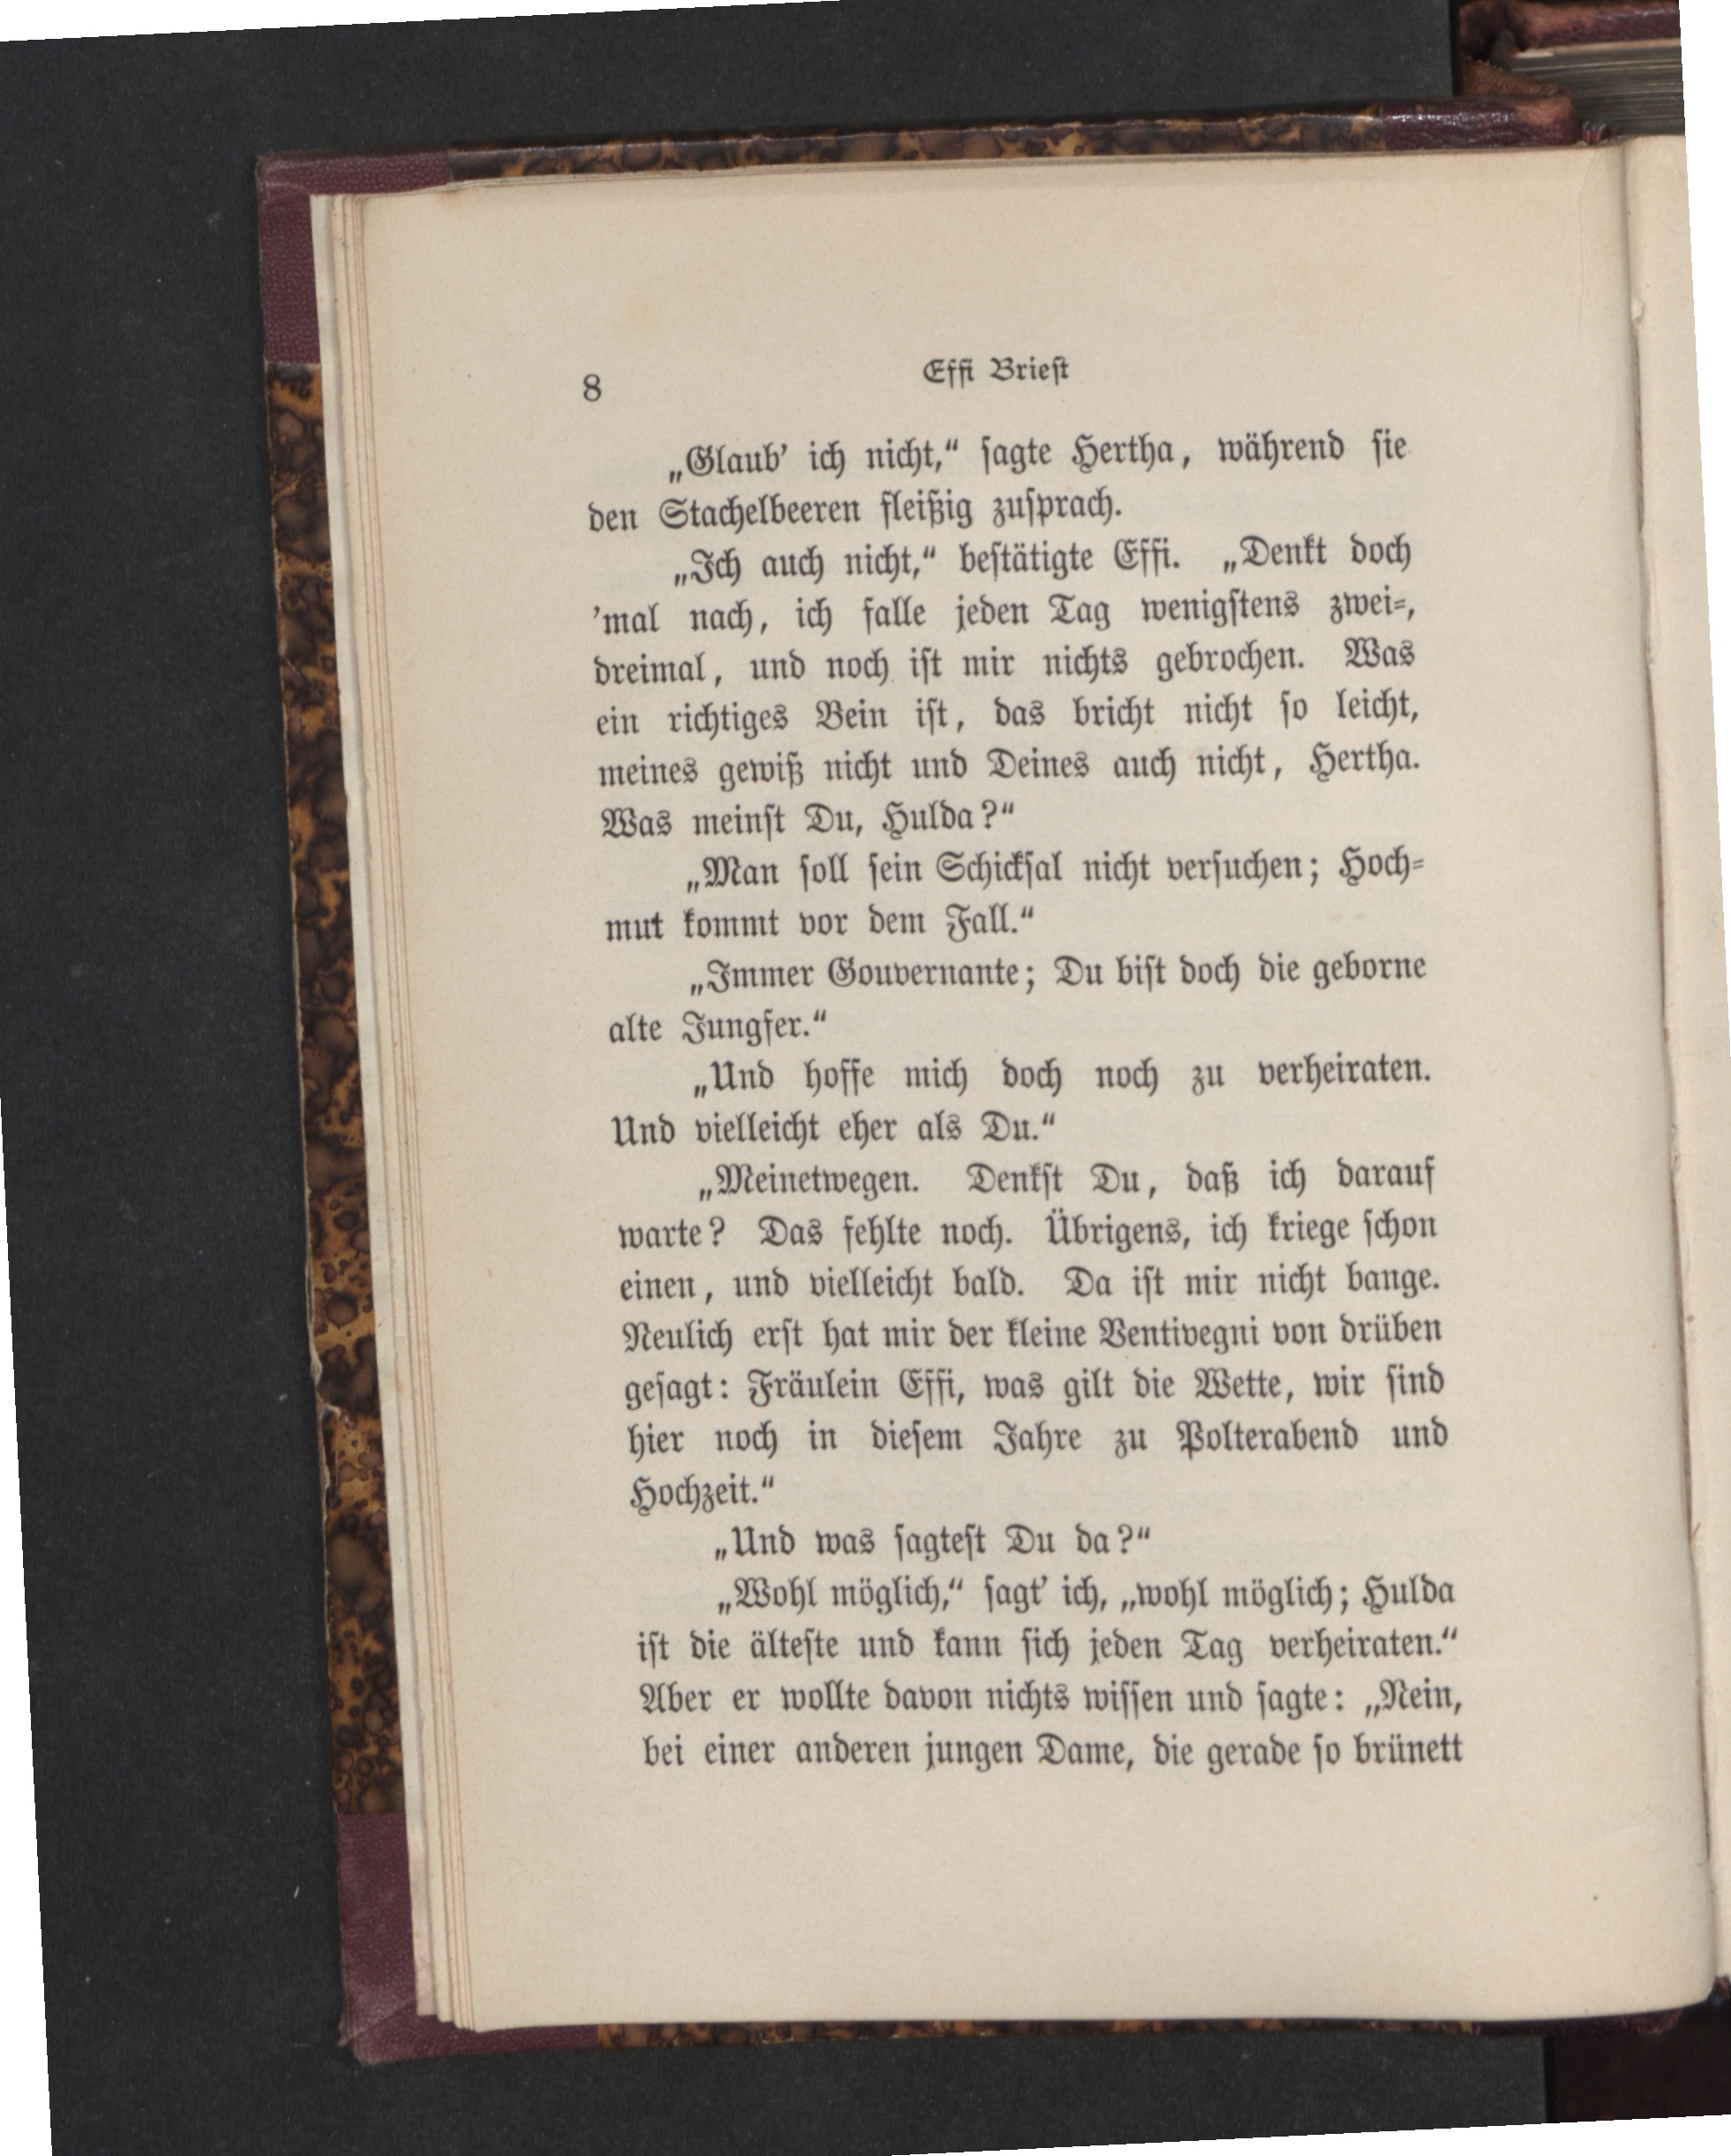 8
Effi Briest
„Glaub’ ich nicht,“ sagte Hertha, während sie
den Stachelbeeren fleißig zusprach.
„Ich auch nicht,“ bestätigte Effi. „Denkt doch
’mal nach, ich falle jeden Tag wenigstens zwei-,
dreimal, und noch ist mir nichts gebrochen. Was
ein richtiges Bein ist, das bricht nicht so leicht,
meines gewiß nicht und Deines auch nicht, Hertha.
Was meinst Du, Hulda?“
„Man soll sein Schicksal nicht versuchen; Hoch-
mut kommt vor dem Fall.“
„Immer Gouvernante; Du bist doch die geborne
alte Jungfer.“
„Und hoffe mich doch noch zu verheiraten.
Und vielleicht eher als Du.“
„Meinetwegen. Denkst Du, daß ich darauf
warte? Das fehlte noch. Übrigens, ich kriege schon
einen, und vielleicht bald. Da ist mir nicht bange.
Neulich erst hat mir der kleine Ventivegni von drüben
gesagt: Fräulein Effi, was gilt die Wette, wir sind
hier noch in diesem Jahre zu Polterabend und
Hochzeit.“
„Und was sagtest Du da?“
„Wohl möglich,“ sagt’ ich, „wohl möglich; Hulda
ist die älteste und kann sich jeden Tag verheiraten.“
Aber er wollte davon nichts wissen und sagte: „Nein,
bei einer anderen jungen Dame, die gerade so brünett